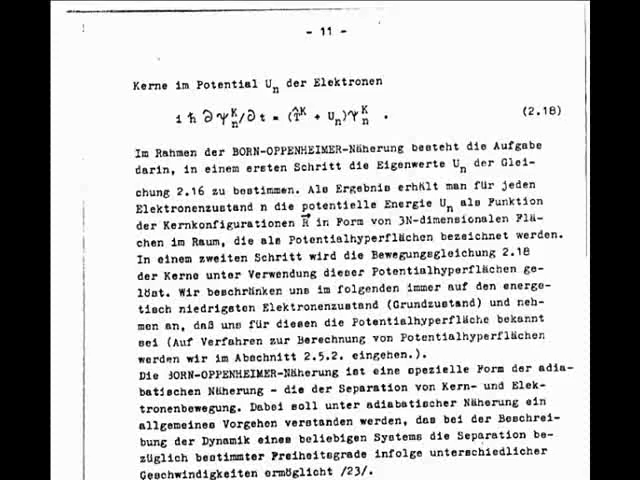 - 11 -
Kerne im Potential Uₙ der Elektronen
i ħ ∂ψₙᴷ/∂t = (T̂ᴷ + Uₙ)ψₙᴷ . (2.18)
Im Rahmen der BORN-OPPENHEIMER-Näherung besteht die Aufgabe
darin, in einem ersten Schritt die Eigenwerte Uₙ der Glei-
chung 2.16 zu bestimmen. Als Ergebnis erhält man für jeden
Elektronenzustand n die potentielle Energie Uₙ als Funktion
der Kernkonfigurationen R⃗ in Form von 3N-dimensionalen Flä-
chen im Raum, die als Potentialhyperflächen bezeichnet werden.
In einem zweiten Schritt wird die Bewegungsgleichung 2.18
der Kerne unter Verwendung dieser Potentialhyperflächen ge-
löst. Wir beschränken uns im folgenden immer auf den energe-
tisch niedrigsten Elektronenzustand (Grundzustand) und neh-
men an, daß uns für diesen die Potentialhyperfläche bekannt
sei (Auf Verfahren zur Berechnung von Potentialhyperflächen
werden wir im Abschnitt 2.5.2. eingehen.).
Die BORN-OPPENHEIMER-Näherung ist eine spezielle Form der adia-
batischen Näherung - die der Separation von Kern- und Elek-
tronenbewegung. Dabei soll unter adiabatischer Näherung ein
allgemeines Vorgehen verstanden werden, das bei der Beschrei-
bung der Dynamik eines beliebigen Systems die Separation be-
züglich bestimmter Freiheitsgrade infolge unterschiedlicher
Geschwindigkeiten ermöglicht /23/.